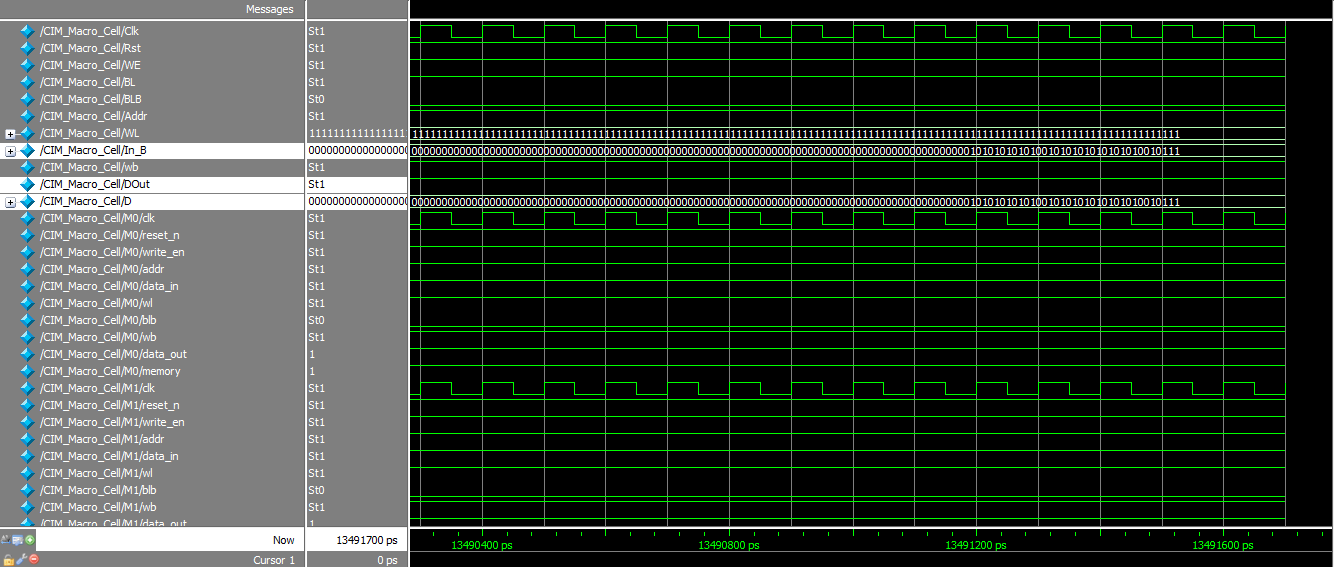 Messages
/CIM_Macro_Cell/Clk St1
/CIM_Macro_Cell/Rst St1
/CIM_Macro_Cell/WE St1
/CIM_Macro_Cell/BL St1
/CIM_Macro_Cell/BLB St0
/CIM_Macro_Cell/Addr St1
/CIM_Macro_Cell/WL 1111111111111111
/CIM_Macro_Cell/In_B 0000000000000000
/CIM_Macro_Cell/wb St1
/CIM_Macro_Cell/DOut St1
/CIM_Macro_Cell/D 0000000000000000
/CIM_Macro_Cell/M0/clk St1
/CIM_Macro_Cell/M0/reset_n St1
/CIM_Macro_Cell/M0/write_en St1
/CIM_Macro_Cell/M0/addr St1
/CIM_Macro_Cell/M0/data_in St1
/CIM_Macro_Cell/M0/wl St1
/CIM_Macro_Cell/M0/blb St0
/CIM_Macro_Cell/M0/wb St1
/CIM_Macro_Cell/M0/data_out 1
/CIM_Macro_Cell/M0/memory 1
/CIM_Macro_Cell/M1/clk St1
/CIM_Macro_Cell/M1/reset_n St1
/CIM_Macro_Cell/M1/write_en St1
/CIM_Macro_Cell/M1/addr St1
/CIM_Macro_Cell/M1/data_in St1
/CIM_Macro_Cell/M1/wl St1
/CIM_Macro_Cell/M1/blb St0
/CIM_Macro_Cell/M1/wb St1
/CIM_Macro_Cell/M1/data_out 1
Now 13491700 ps 13490400 ps 13490800 ps 13491200 ps 13491600 ps
Cursor 1 0 ps